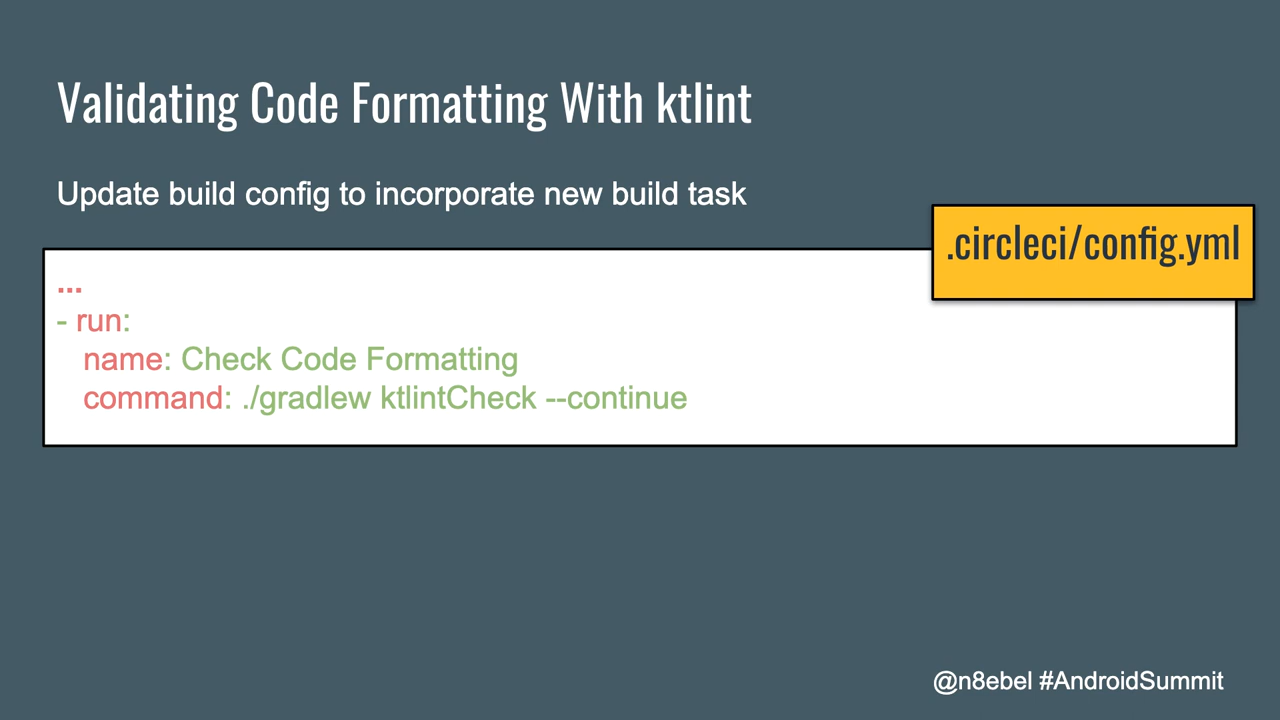 Validating Code Formatting With ktlint
Update build config to incorporate new build task
.circleci/config.yml
...
- run:
name: Check Code Formatting
command: ./gradlew ktlintCheck --continue
@n8ebel #AndroidSummit